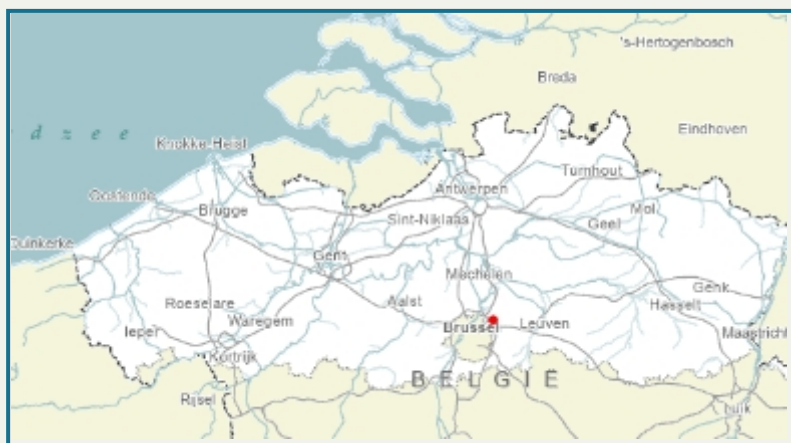 's-Hertogenbosch
Breda
d z e e
Eindhoven
Knokke-Heist
Turnhout
Antwerpen
Oostende
Mol
Brugge
Sint-Niklaas
Geel
Duinkerke
Gent
Mechelen
Genk
Roeselare
Aalst
Hasselt
Waregem
Brussel
Leuven
Ieper
Maastricht
Kortrijk
BELGIË
Rijsel
Luik